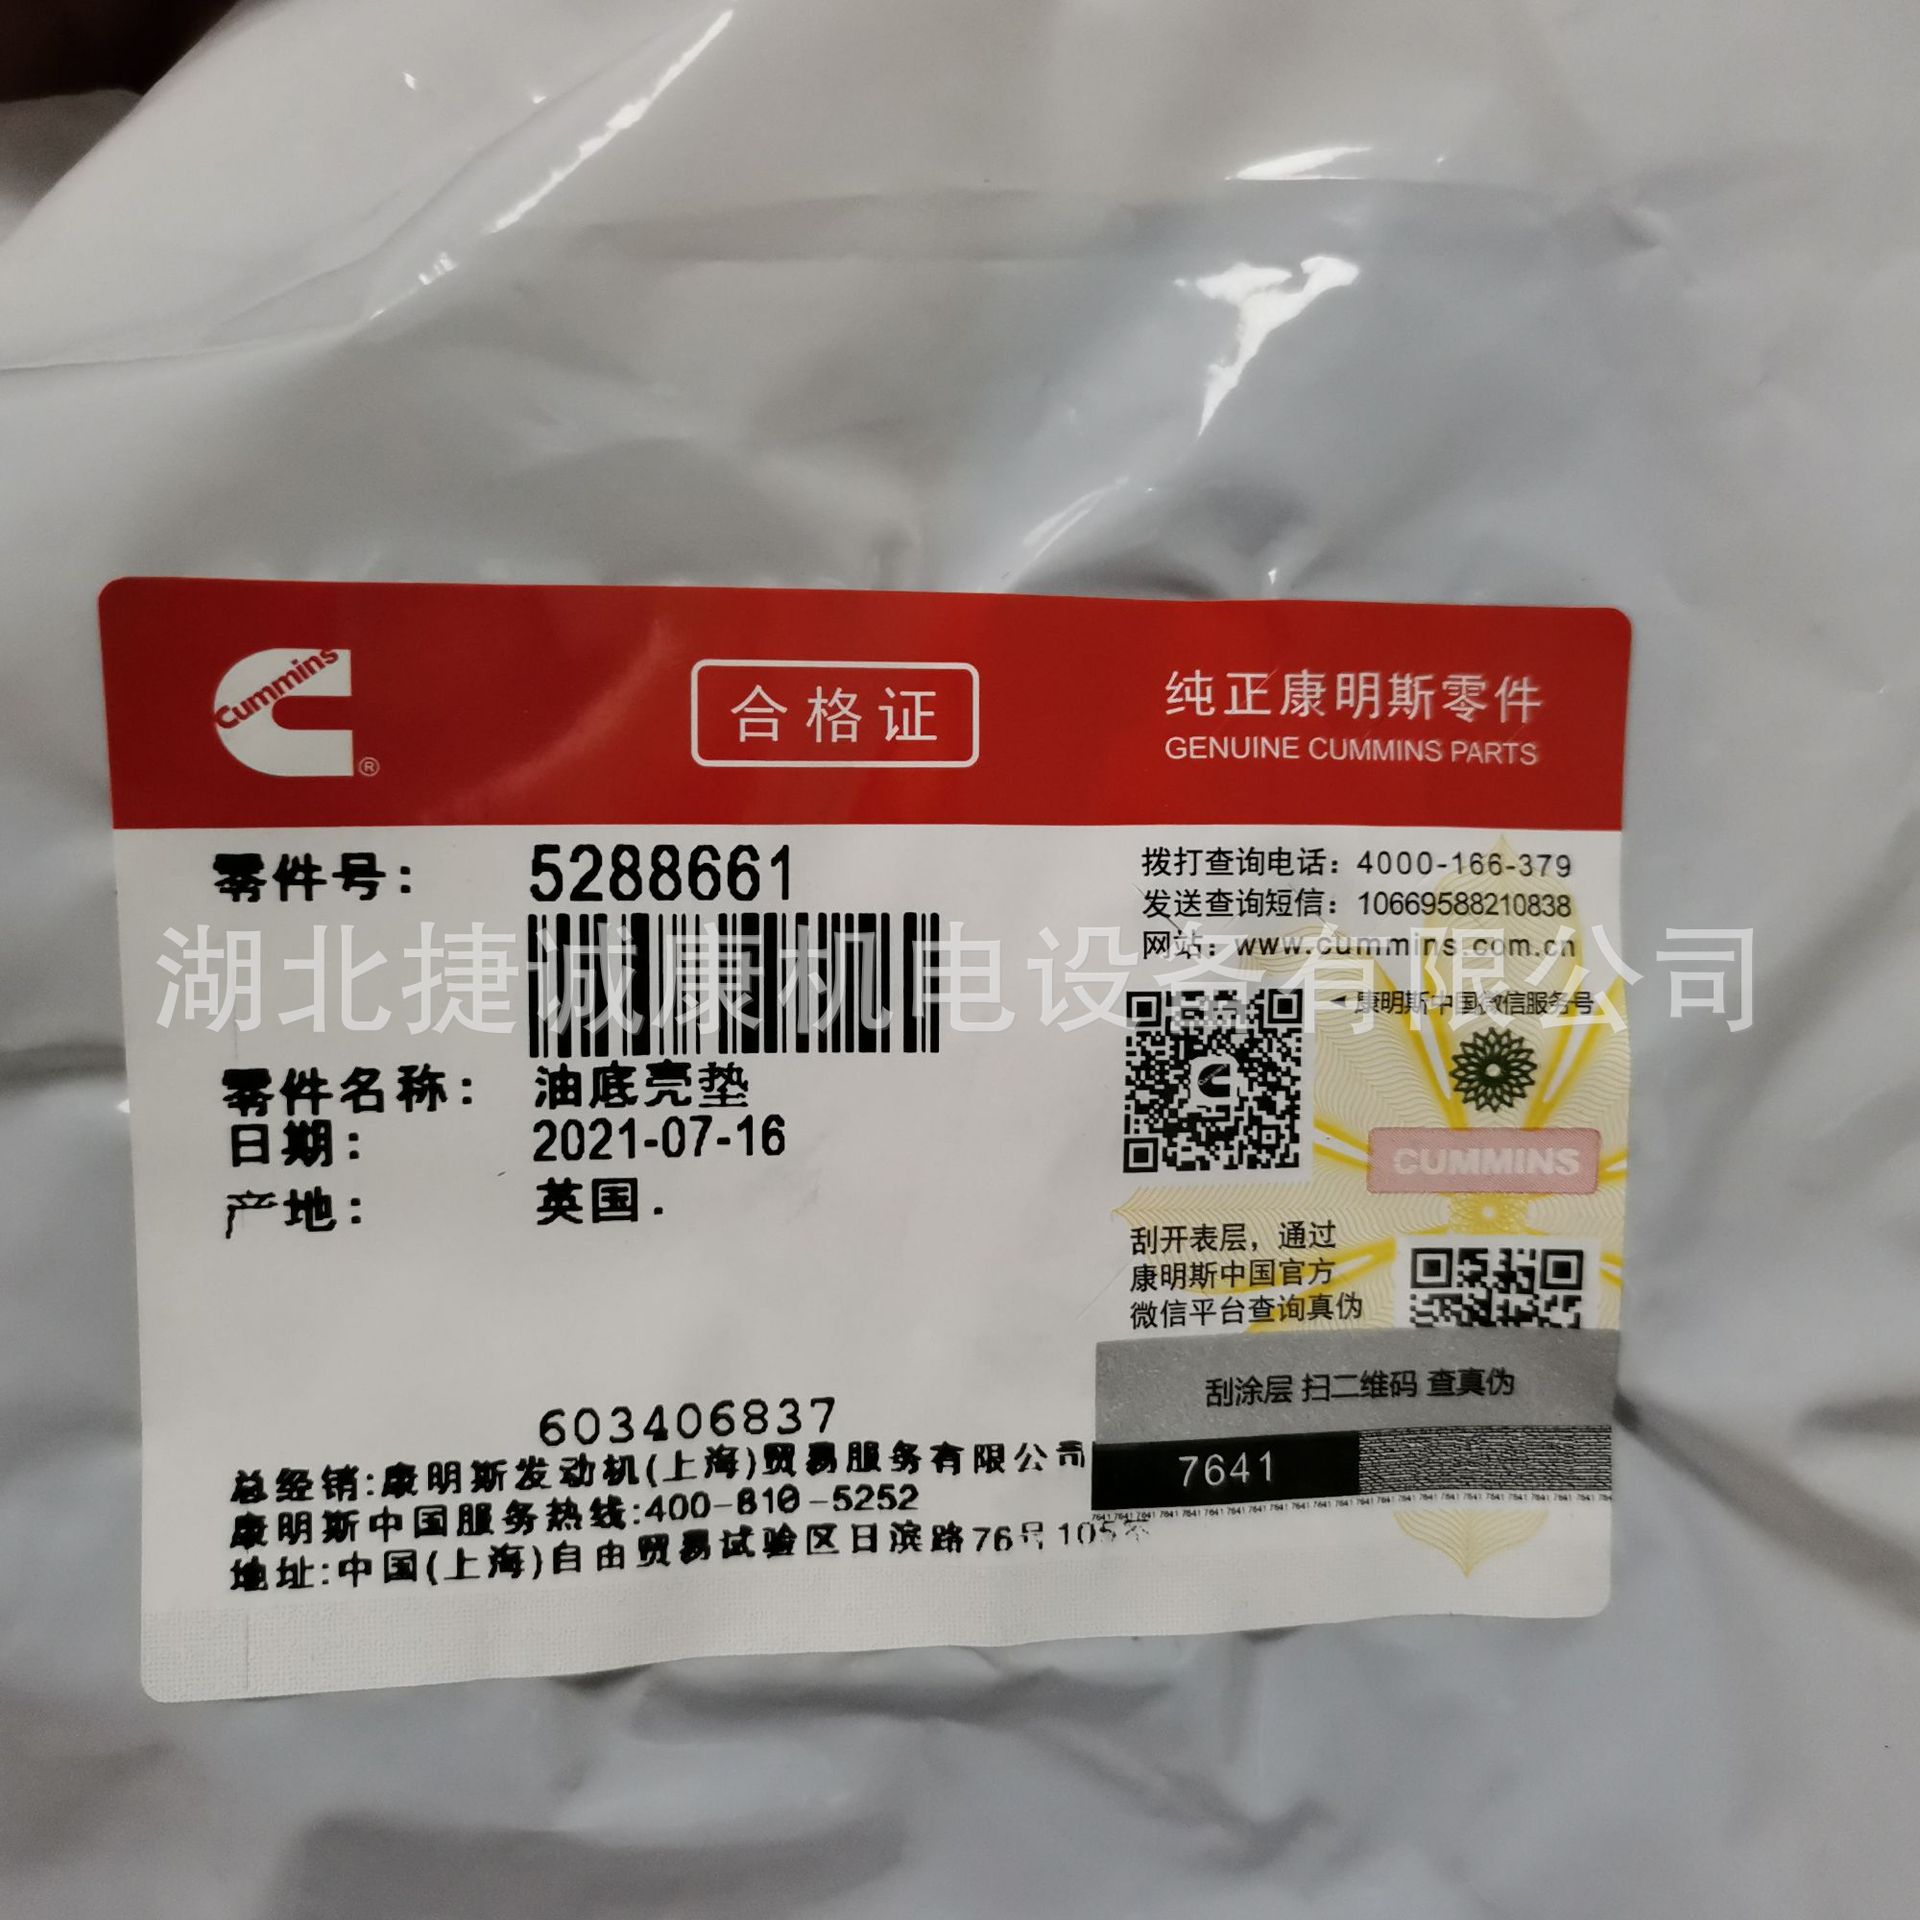 Cummins
®
合格证
纯正康明斯零件
GENUINE CUMMINS PARTS
零件号: 5288661
拨打查询电话: 4000-166-379
发送查询短信: 10669588210838
网站: www.cummins.com.cn
湖北捷诚康机电设备有限公司
康明斯中国微信服务号
零件名称: 油底壳垫
日期: 2021-07-16
产地: 英国.
CUMMINS
刮开表层，通过
康明斯中国官方
微信平台查询真伪
刮涂层 扫二维码 查真伪
7641
603406837
总经销:康明斯发动机(上海)贸易服务有限公司
康明斯中国服务热线:400-810-5252
地址:中国(上海)自由贸易试验区日滨路76号105